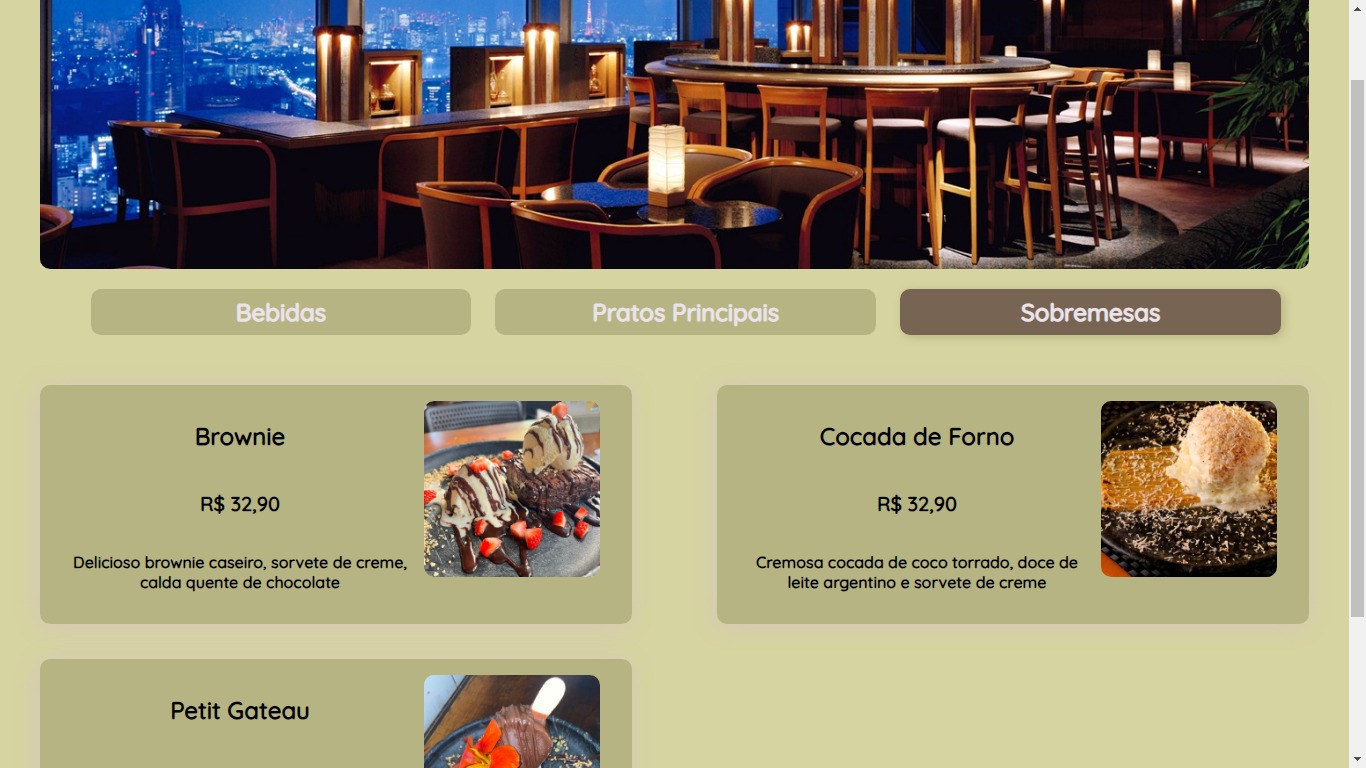 Bebidas
Pratos Principais
Sobremesas
Brownie
R$ 32,90
Delicioso brownie caseiro, sorvete de creme,
calda quente de chocolate
Cocada de Forno
R$ 32,90
Cremosa cocada de coco torrado, doce de
leite argentino e sorvete de creme
Petit Gateau